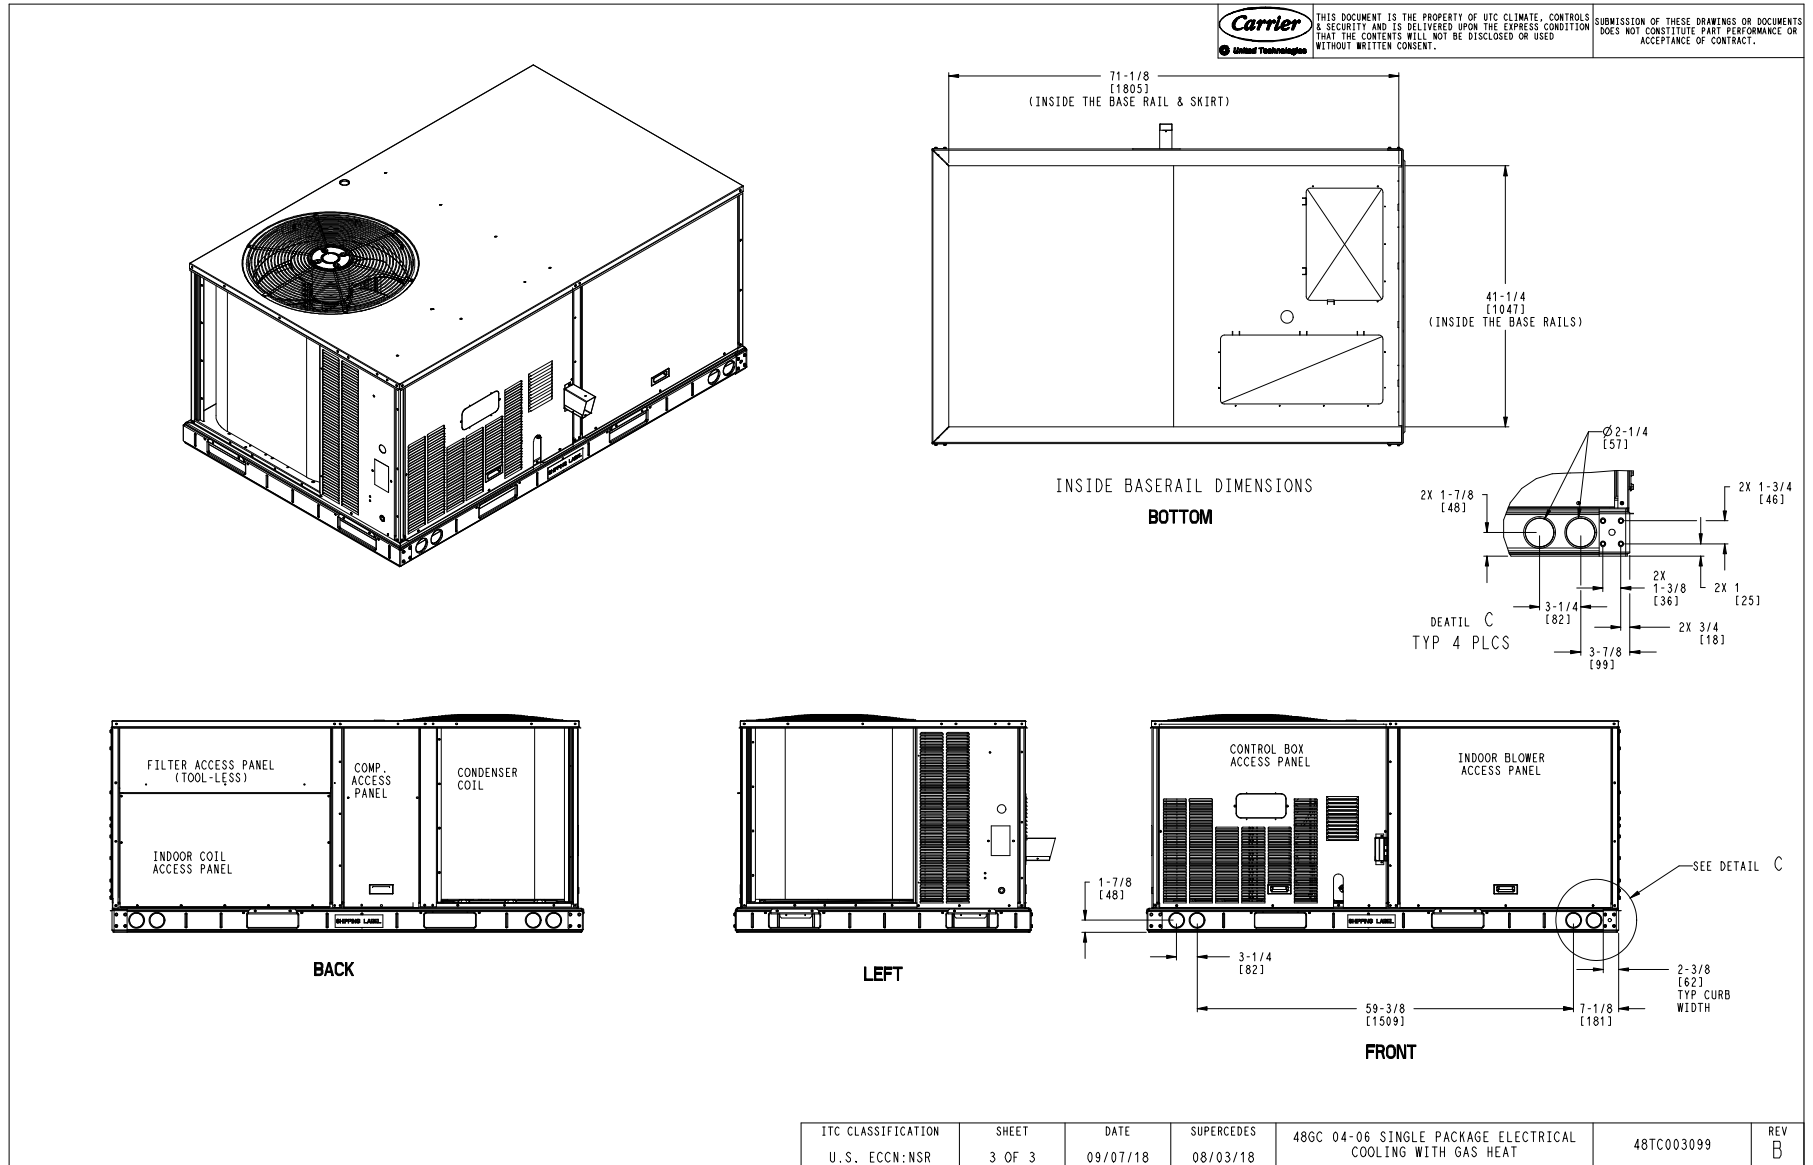 Carrier
United Technologies
THIS DOCUMENT IS THE PROPERTY OF UTC CLIMATE, CONTROLS
& SECURITY AND IS DELIVERED UPON THE EXPRESS CONDITION
THAT THE CONTENTS WILL NOT BE DISCLOSED OR USED
WITHOUT WRITTEN CONSENT.
SUBMISSION OF THESE DRAWINGS OR DOCUMENTS
DOES NOT CONSTITUTE PART PERFORMANCE OR
ACCEPTANCE OF CONTRACT.
71-1/8
[1805]
(INSIDE THE BASE RAIL & SKIRT)
41-1/4
[1047]
(INSIDE THE BASE RAILS)
SHIPPING LABEL
INSIDE BASERAIL DIMENSIONS
BOTTOM
Ø2-1/4
[57]
2X 1-7/8
[48]
2X 1-3/4
[46]
2X
1-3/8
[36]
2X 1
[25]
3-1/4
[82]
2X 3/4
[18]
3-7/8
[99]
DEATIL C
TYP 4 PLCS
FILTER ACCESS PANEL
(TOOL-LESS)
COMP.
ACCESS
PANEL
CONDENSER
COIL
INDOOR COIL
ACCESS PANEL
SHIPPING LABEL
BACK
LEFT
CONTROL BOX
ACCESS PANEL
INDOOR BLOWER
ACCESS PANEL
SEE DETAIL C
1-7/8
[48]
SHIPPING LABEL
3-1/4
[82]
2-3/8
[62]
TYP CURB
WIDTH
59-3/8
[1509]
7-1/8
[181]
FRONT
ITC CLASSIFICATION
U.S. ECCN:NSR
SHEET
3 OF 3
DATE
09/07/18
SUPERCEDES
08/03/18
48GC 04-06 SINGLE PACKAGE ELECTRICAL
COOLING WITH GAS HEAT
48TC003099
REV
B